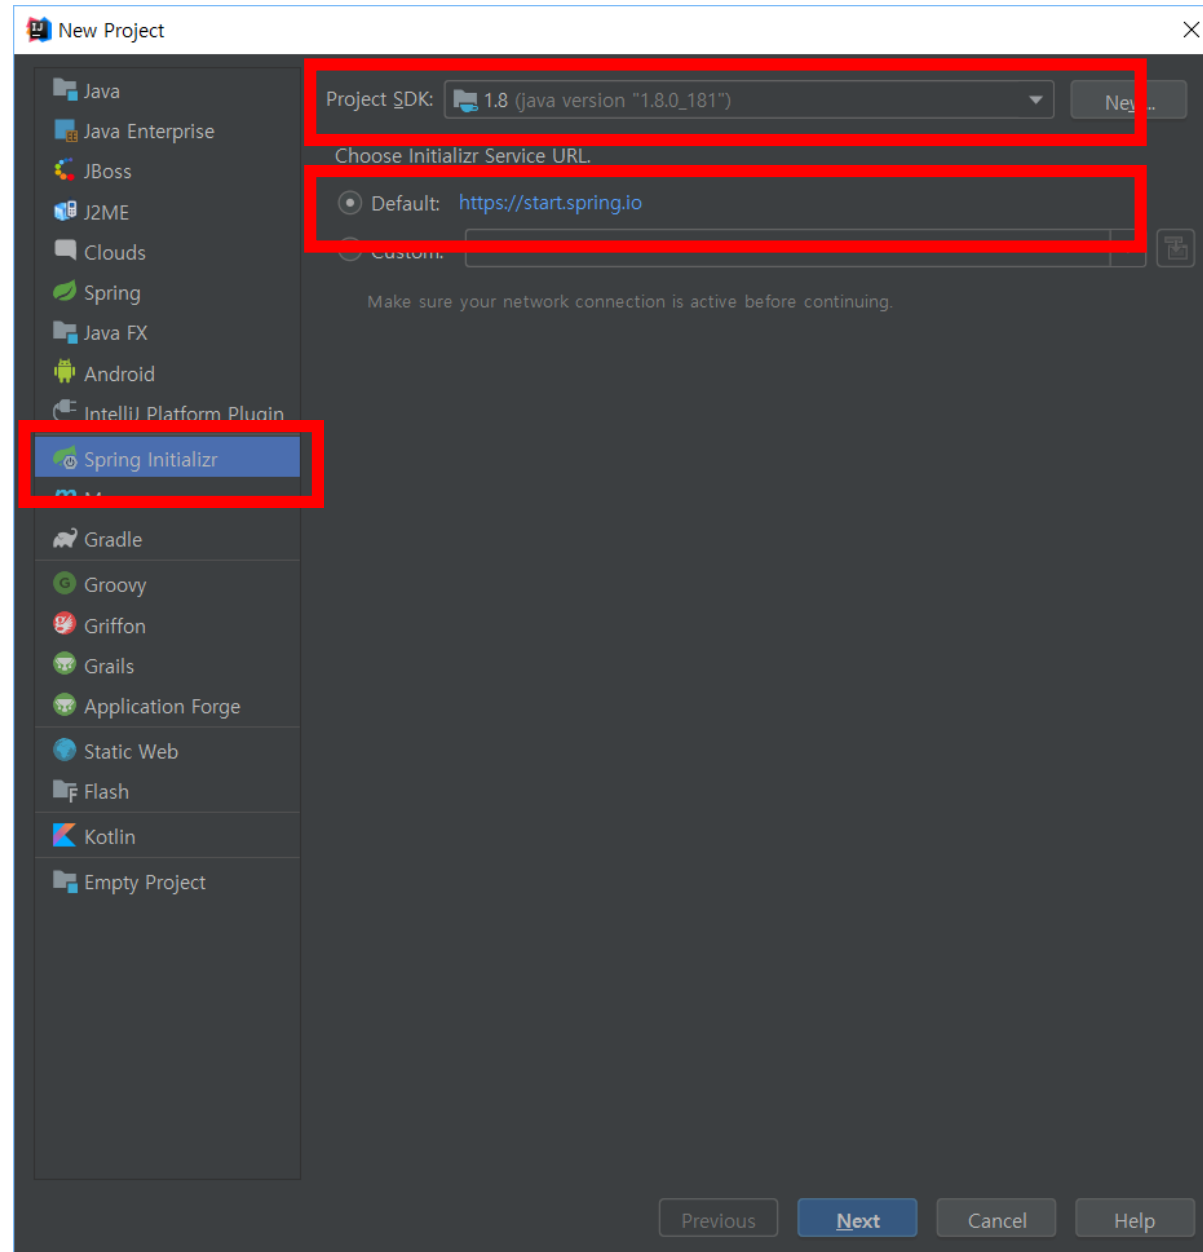 New Project
Java
Java Enterprise
JBoss
J2ME
Clouds
Spring
Java FX
Android
IntelliJ Platform Plugin
Spring Initializr
Gradle
Groovy
Griffon
Grails
Application Forge
Static Web
Flash
Kotlin
Empty Project
Project SDK: 1.8 (java version "1.8.0_181")
Choose Initializr Service URL.
Default: https://start.spring.io
Custom:
Make sure your network connection is active before continuing.
Previous Next Cancel Help